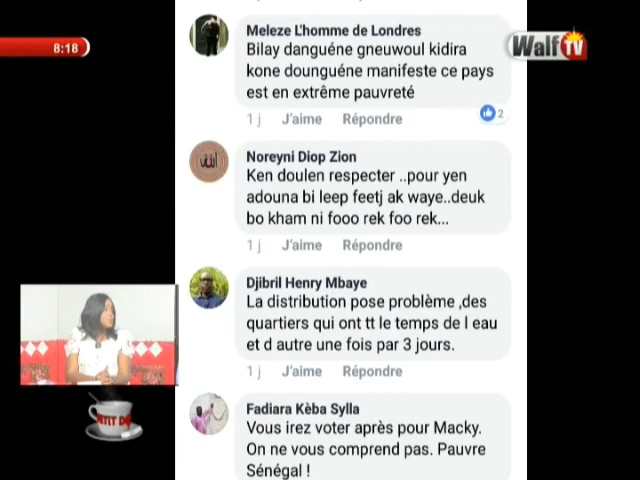 8:18
Walf TV
Meleze L'homme de Londres
Bilay danguéne gneuwoul kidira
kone dounguéne manifeste ce pays
est en extrême pauvreté
1 j J'aime Répondre
2
Noreyni Diop Zion
Ken doulen respecter ..pour yen
adouna bi leep feetj ak waye..deuk
bo kham ni fooo rek foo rek...
1 j J'aime Répondre
Djibril Henry Mbaye
La distribution pose problème ,des
quartiers qui ont tt le temps de l eau
et d autre une fois par 3 jours.
1 j J'aime Répondre
Fadiara Kèba Sylla
Vous irez voter après pour Macky.
On ne vous comprend pas. Pauvre
Sénégal !